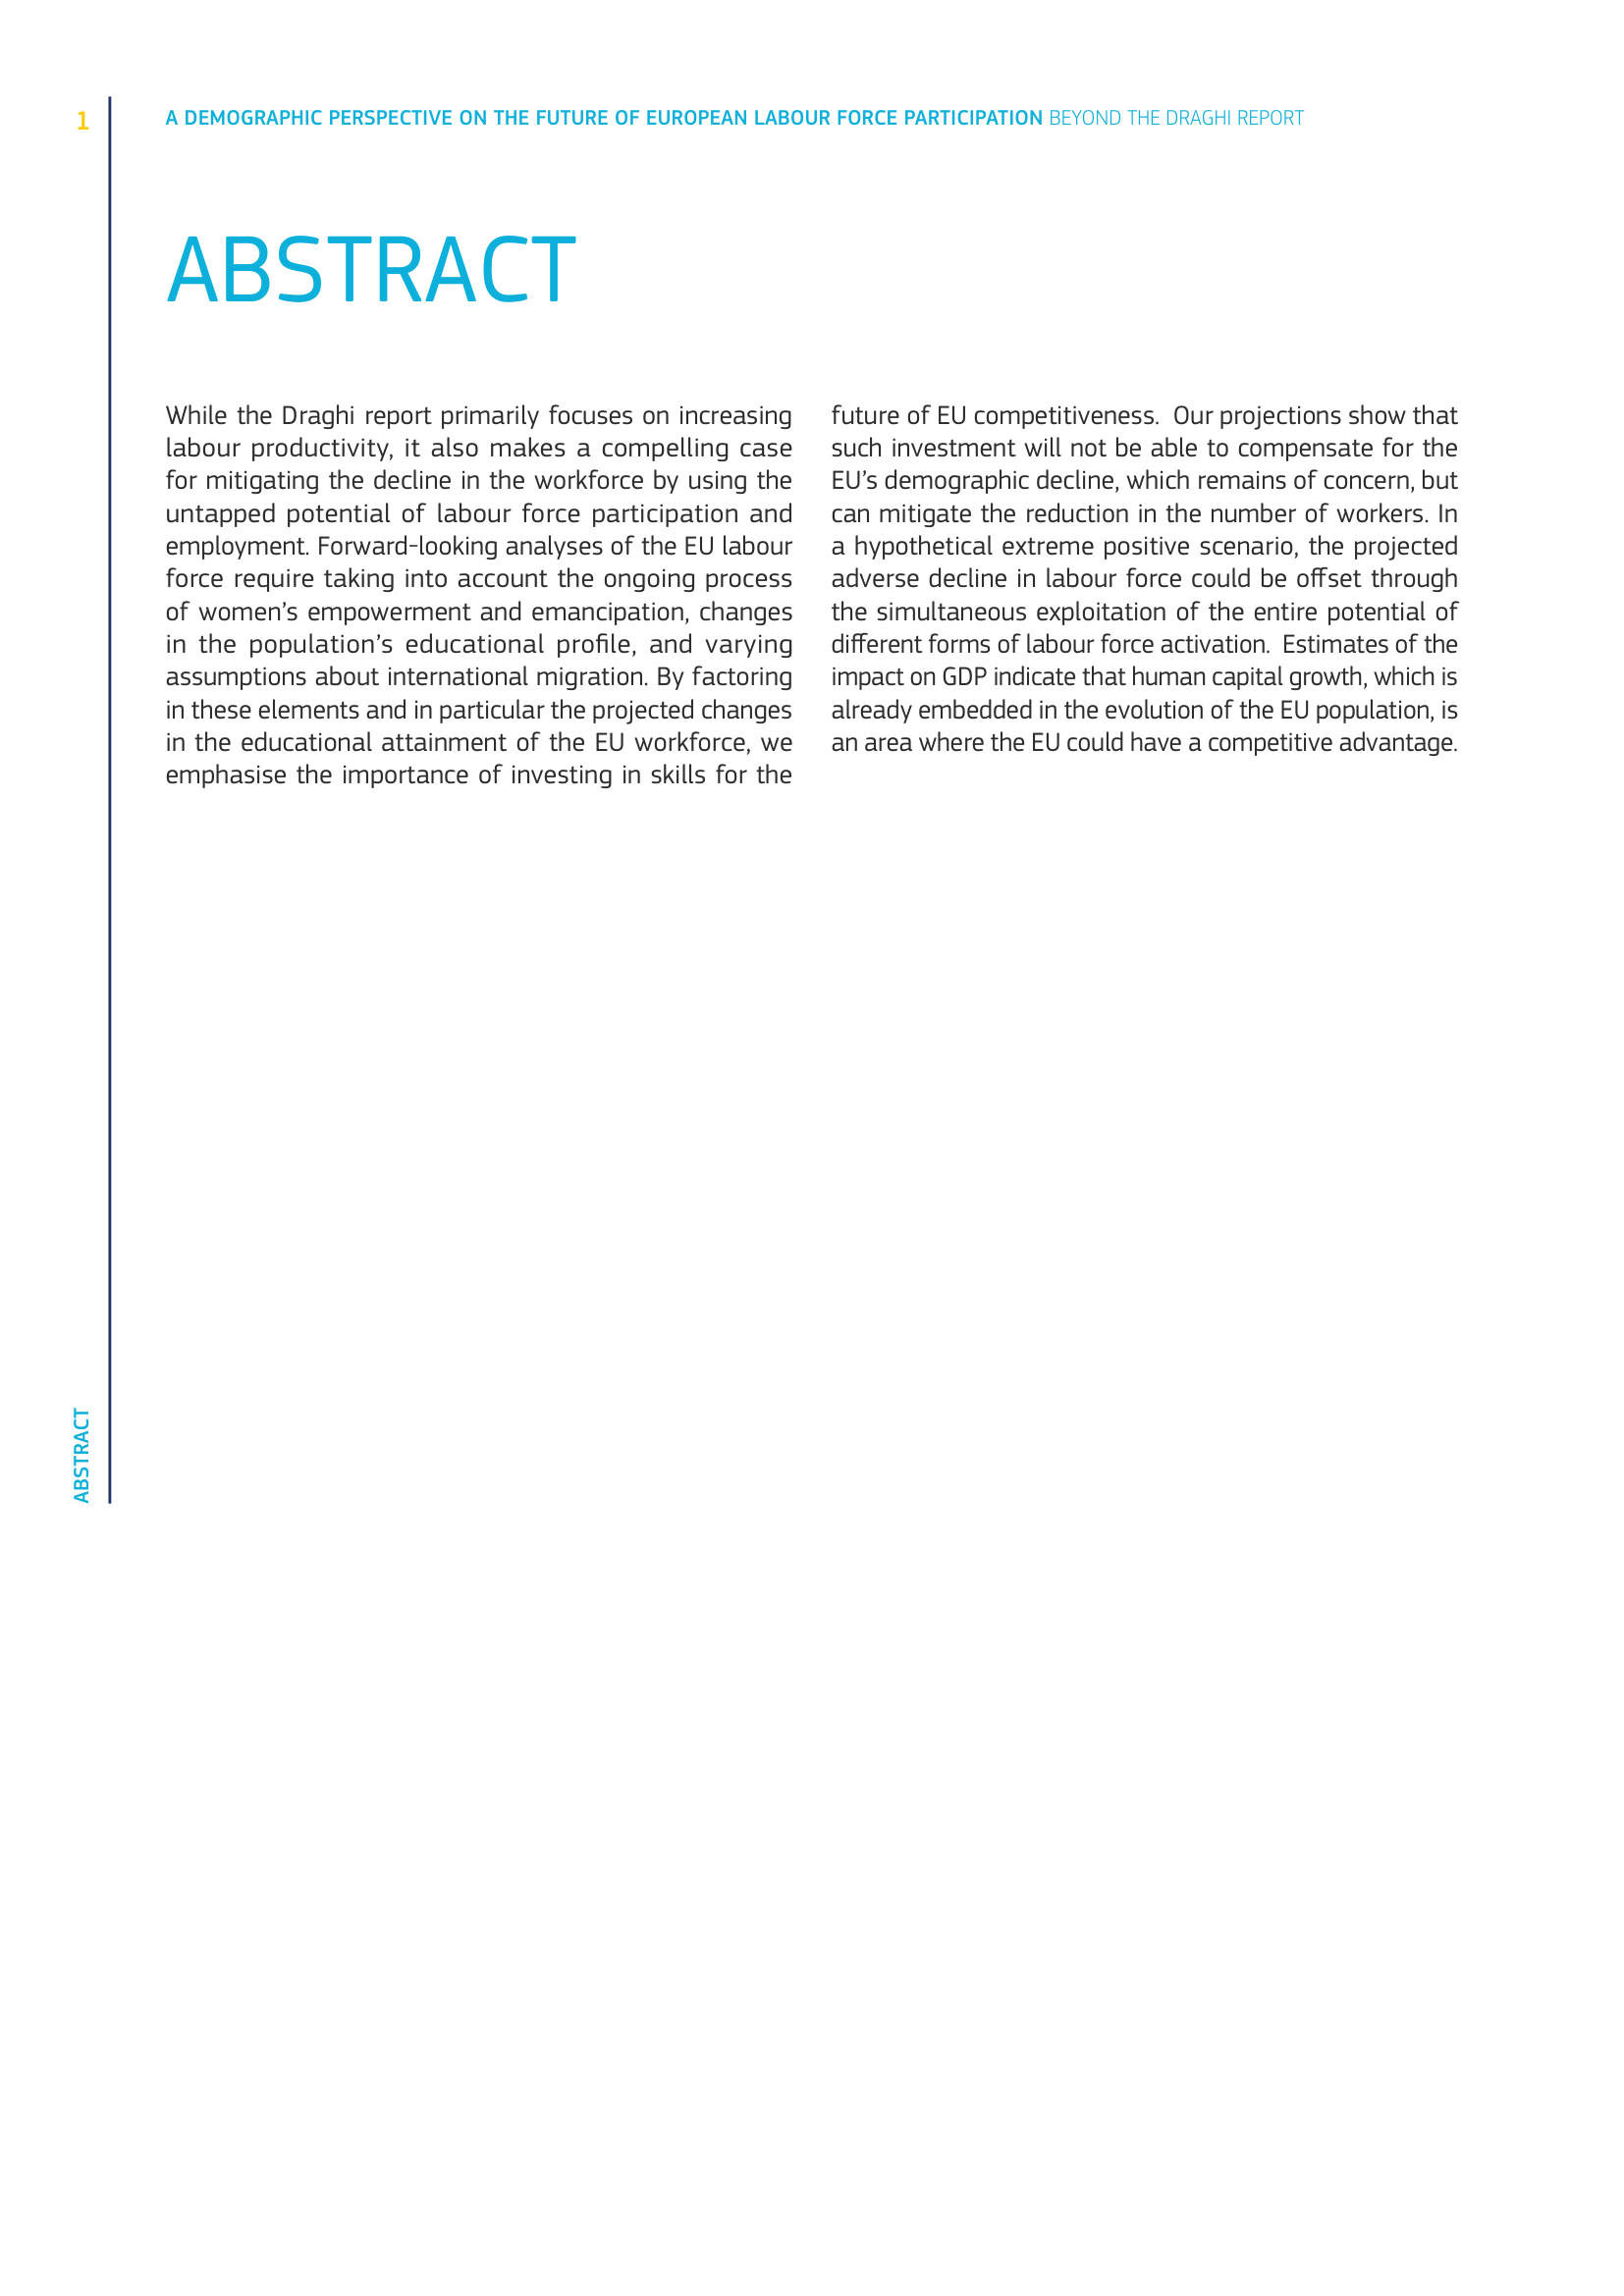 1
A DEMOGRAPHIC PERSPECTIVE ON THE FUTURE OF EUROPEAN LABOUR FORCE PARTICIPATION BEYOND THE DRAGHI REPORT
ABSTRACT
While the Draghi report primarily focuses on increasing
labour productivity, it also makes a compelling case
for mitigating the decline in the workforce by using the
untapped potential of labour force participation and
employment. Forward-looking analyses of the EU labour
force require taking into account the ongoing process
of women’s empowerment and emancipation, changes
in the population’s educational profile, and varying
assumptions about international migration. By factoring
in these elements and in particular the projected changes
in the educational attainment of the EU workforce, we
emphasise the importance of investing in skills for the
future of EU competitiveness. Our projections show that
such investment will not be able to compensate for the
EU’s demographic decline, which remains of concern, but
can mitigate the reduction in the number of workers. In
a hypothetical extreme positive scenario, the projected
adverse decline in labour force could be offset through
the simultaneous exploitation of the entire potential of
different forms of labour force activation. Estimates of the
impact on GDP indicate that human capital growth, which is
already embedded in the evolution of the EU population, is
an area where the EU could have a competitive advantage.
ABSTRACT